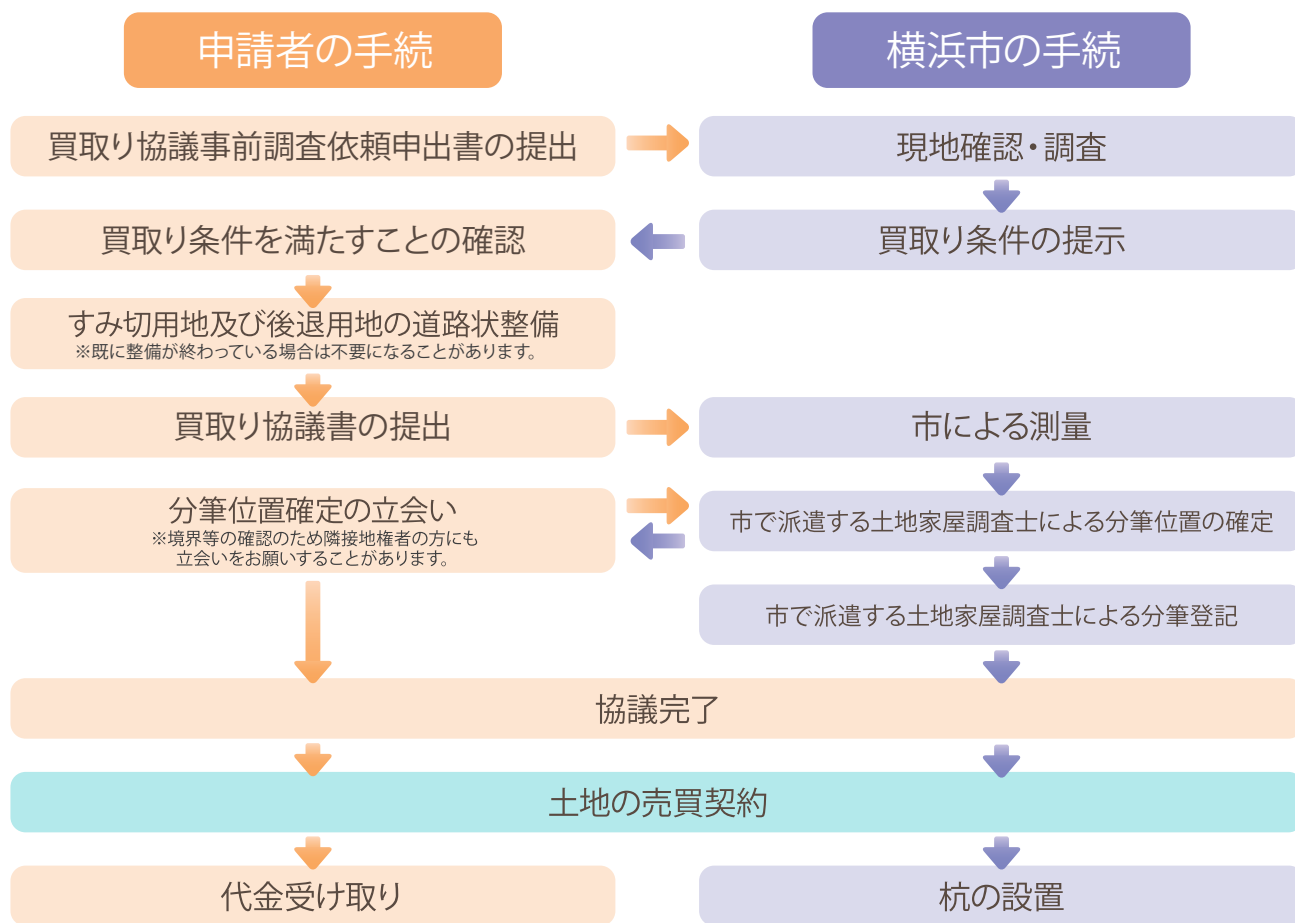 申請者の手続
横浜市の手続
買取り協議事前調査依頼申出書の提出
現地確認・調査
買取り条件を満たすことの確認
買取り条件の提示
すみ切用地及び後退用地の道路状整備
※既に整備が終わっている場合は不要になることがあります。
買取り協議書の提出
市による測量
分筆位置確定の立会い
※境界等の確認のため隣接地権者の方にも
立会いをお願いすることがあります。
市で派遣する土地家屋調査士による分筆位置の確定
市で派遣する土地家屋調査士による分筆登記
協議完了
土地の売買契約
代金受け取り
杭の設置